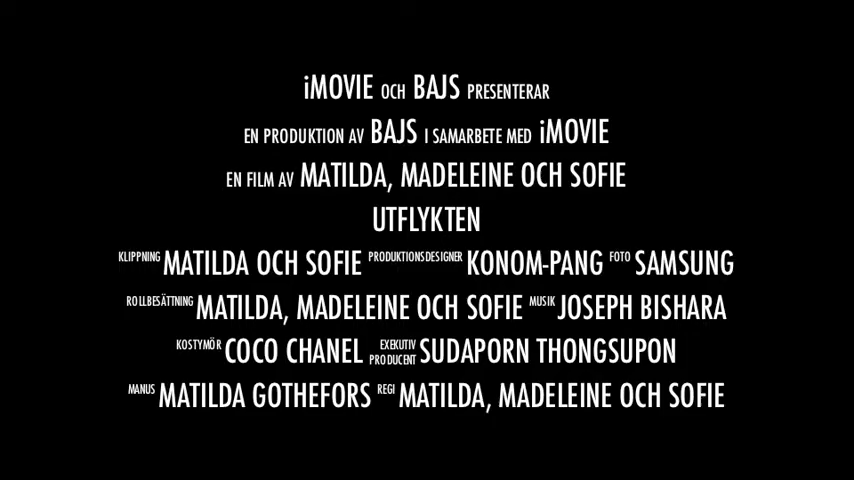 iMOVIE OCH BAJS PRESENTERAR
EN PRODUKTION AV BAJS I SAMARBETE MED iMOVIE
EN FILM AV MATILDA, MADELEINE OCH SOFIE
UTFLYKTEN
KLIPPNING MATILDA OCH SOFIE PRODUKTIONSDESIGNER KONOM-PANG FOTO SAMSUNG
ROLLBESÄTTNING MATILDA, MADELEINE OCH SOFIE MUSIK JOSEPH BISHARA
KOSTYMÖR COCO CHANEL EXEKUTIV PRODUCENT SUDAPORN THONGSUPON
MANUS MATILDA GOTHEFORS REGI MATILDA, MADELEINE OCH SOFIE